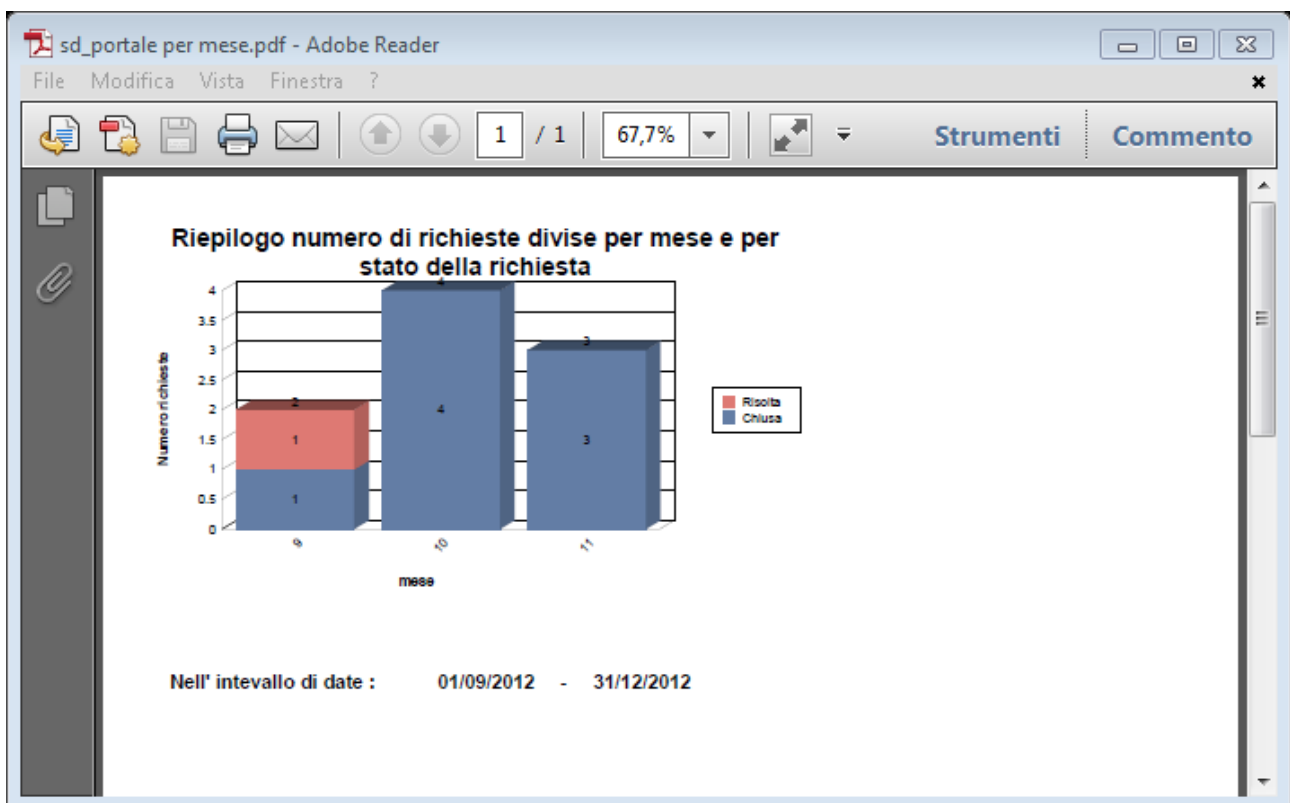 sd_portale per mese.pdf - Adobe Reader
File Modifica Vista Finestra ?
1 / 1 67,7% Strumenti Commento
Riepilogo numero di richieste divise per mese e per
stato della richiesta
Numero richieste
4
3.5
3
2.5
2
1.5
1
0.5
0
2
1
1
4
4
3
3
9 10 11
mese
Risolta
Chiusa
Nell' intevallo di date : 01/09/2012 - 31/12/2012